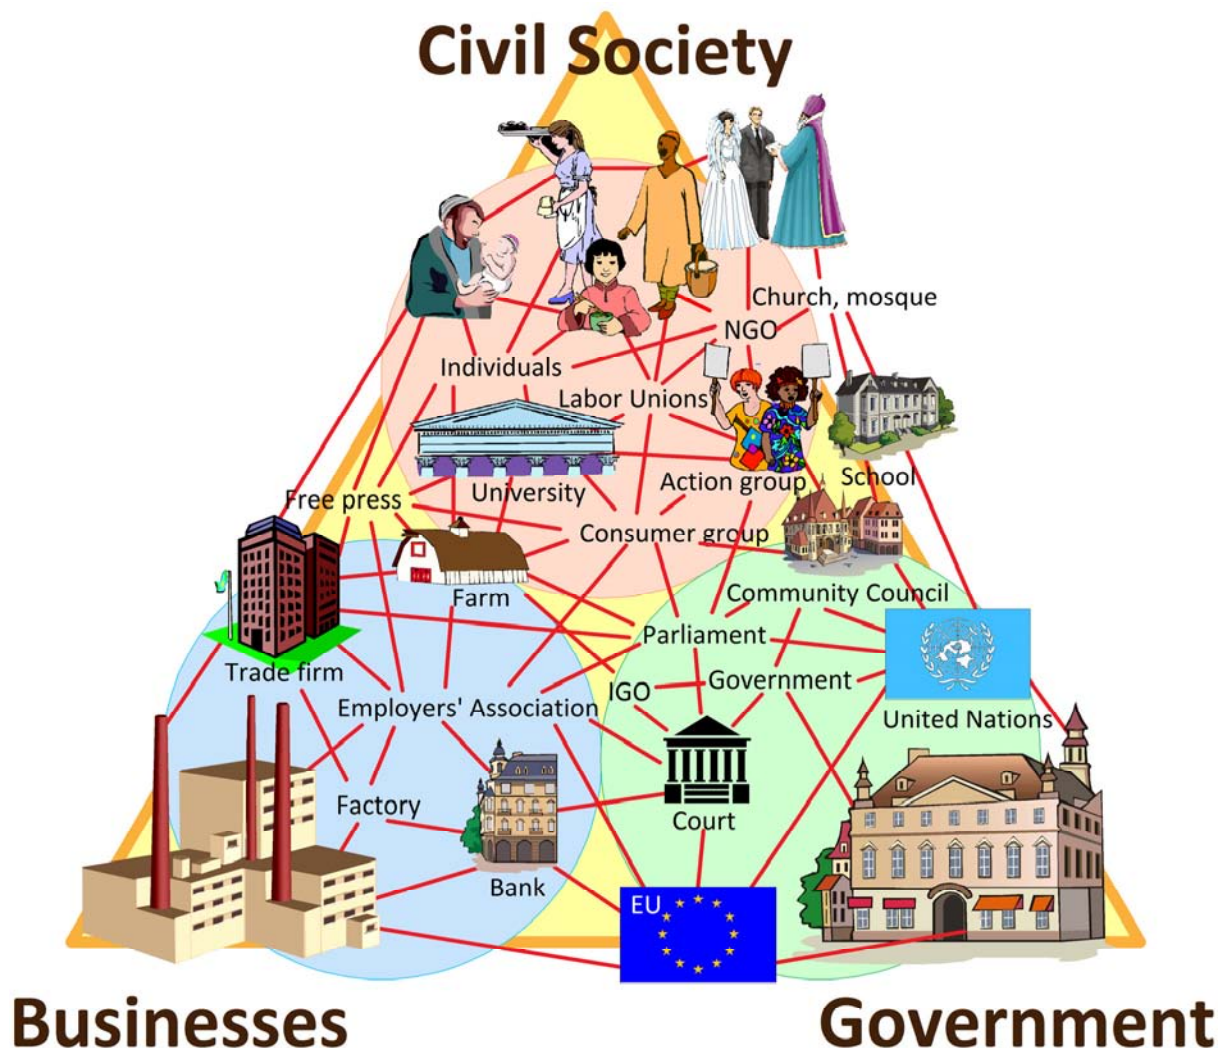 Civil Society
Church, mosque
NGO
Individuals
Labor Unions
School
Action group
University
Free press
Consumer group
Community Council
Farm
Parliament
Trade firm
IGO
Government
Employers' Association
United Nations
Factory
Court
Bank
EU
Businesses
Government